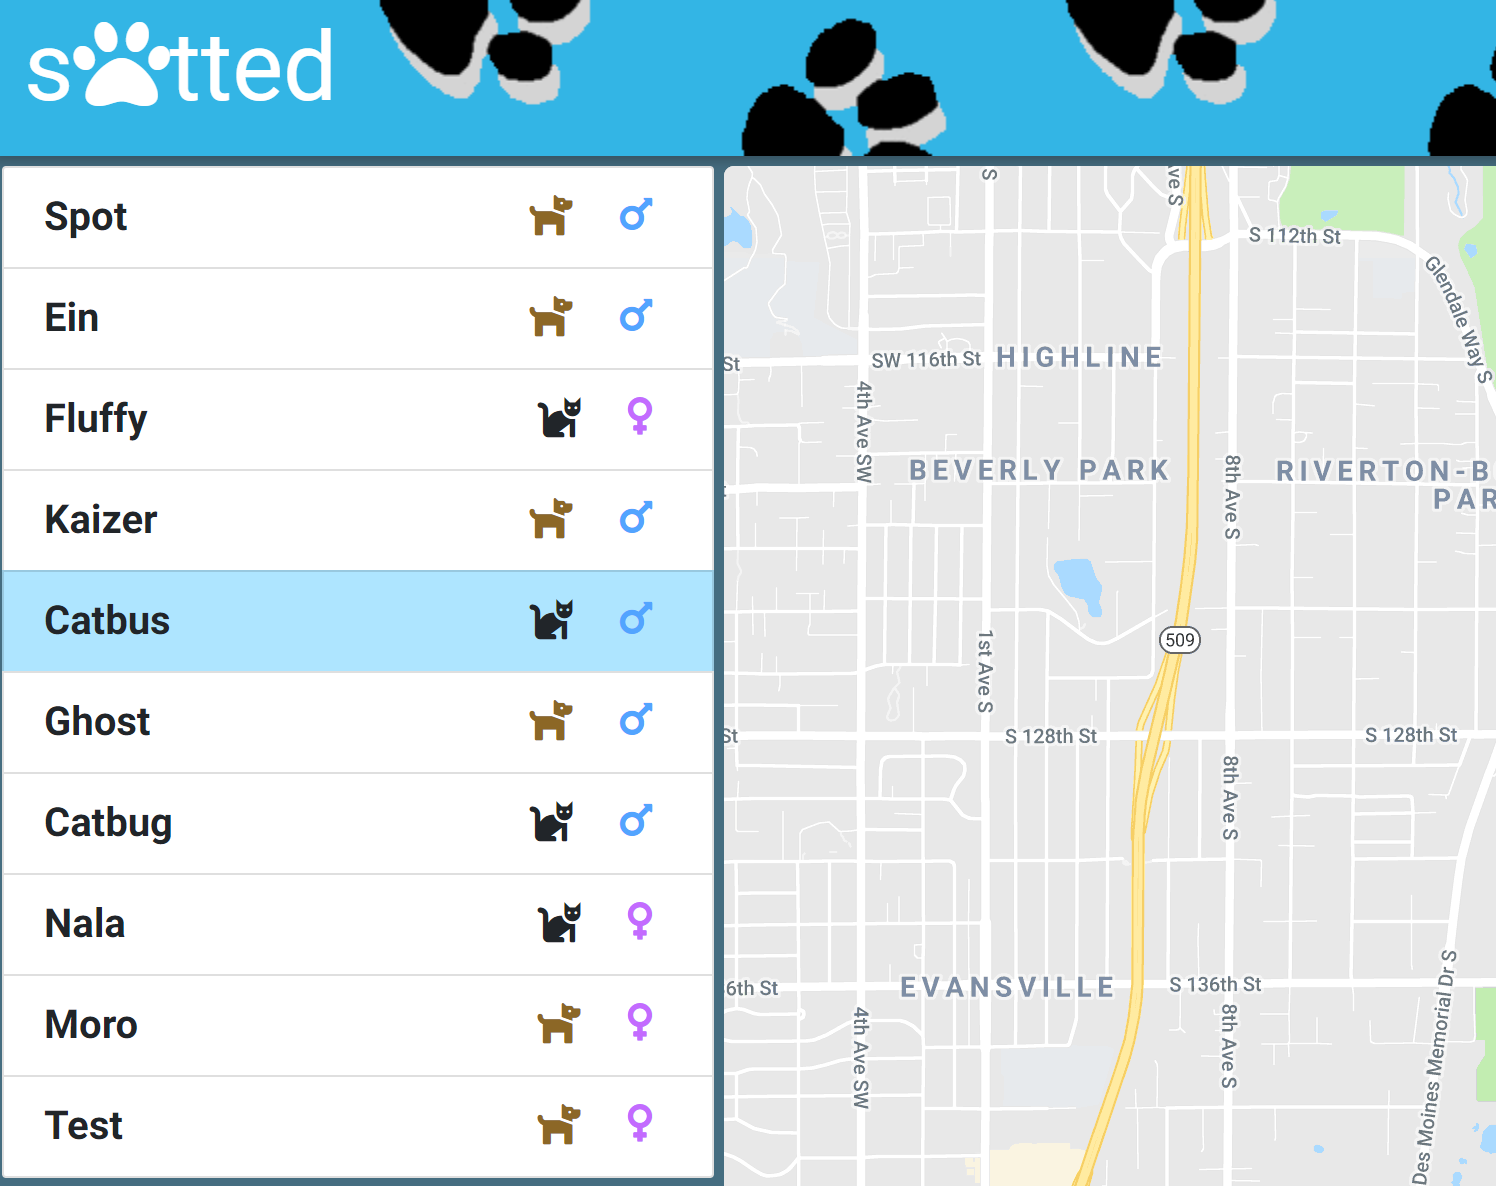 s tted
Spot
Ein
Fluffy
Kaizer
Catbus
Ghost
Catbug
Nala
Moro
Test
S
Ave S
S 112th St
Glendale Way S
St
SW 116th St
HIGHLINE
4th Ave SW
BEVERLY PARK
8th Ave S
RIVERTON-B
PAR
509
1st Ave S
St
S 128th St
S 128th St
8th Ave S
6th St
EVANSVILLE
S 136th St
4th Ave SW
8th Ave S
Des Moines Memorial Dr S